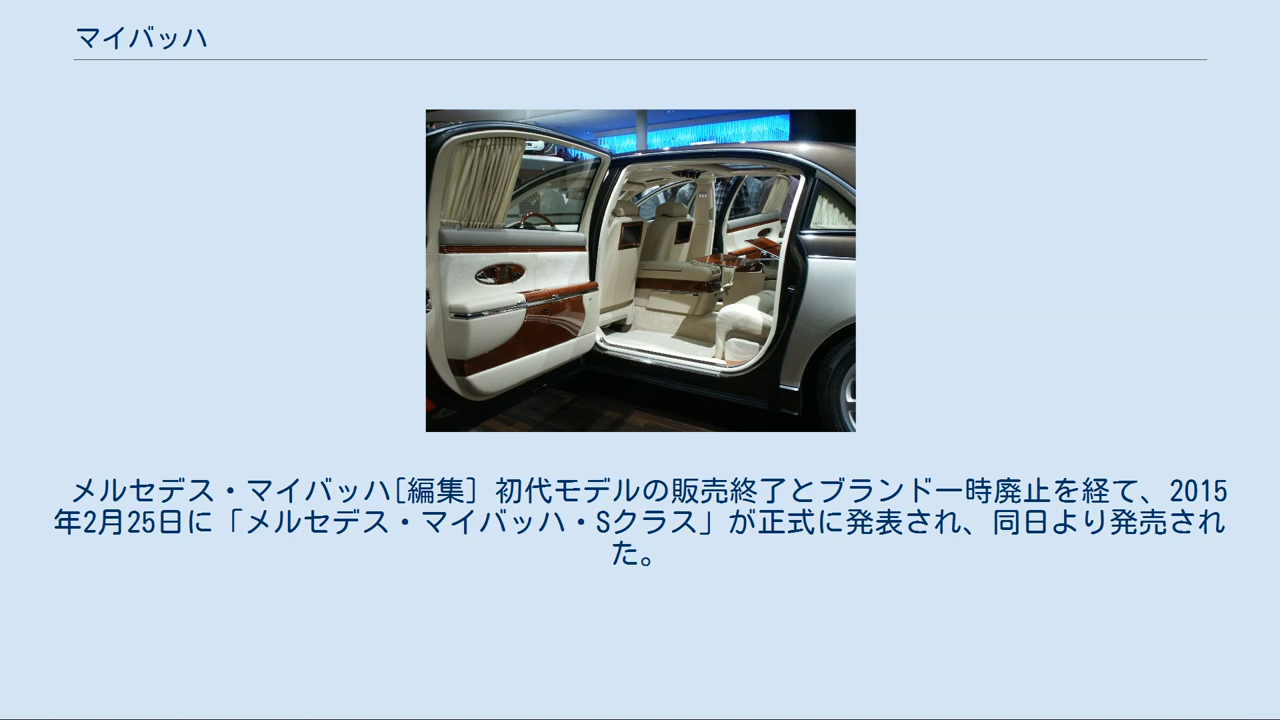 マイバッハ
メルセデス・マイバッハ[編集] 初代モデルの販売終了とブランド一時廃止を経て、2015
年2月25日に「メルセデス・マイバッハ・Sクラス」が正式に発表され、同日より発売され
た。